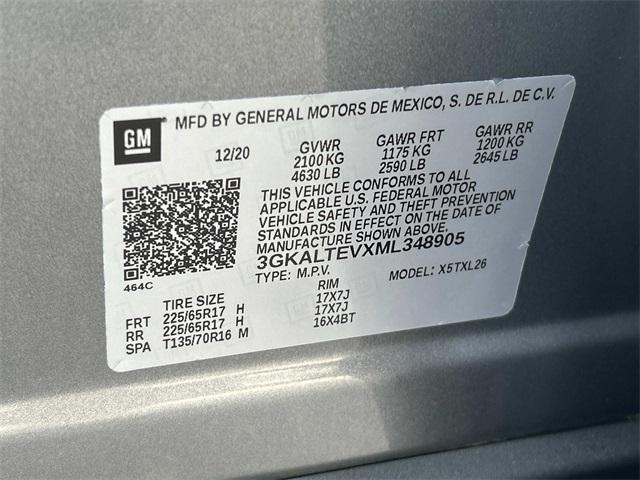 GM MFD BY GENERAL MOTORS DE MEXICO, S. DE R.L. DE C.V.
12/20 GVWR GAWR FRT GAWR RR
2100 KG 1175 KG 1200 KG
4630 LB 2590 LB 2645 LB
THIS VEHICLE CONFORMS TO ALL
APPLICABLE U.S. FEDERAL MOTOR
VEHICLE SAFETY AND THEFT PREVENTION
STANDARDS IN EFFECT ON THE DATE OF
MANUFACTURE SHOWN ABOVE.
3GKALTEVXML348905
464C TYPE: M.P.V. MODEL: X5TXL26
TIRE SIZE RIM
FRT 225/65R17 H 17X7J
RR 225/65R17 H 17X7J
SPA T135/70R16 M 16X4BT